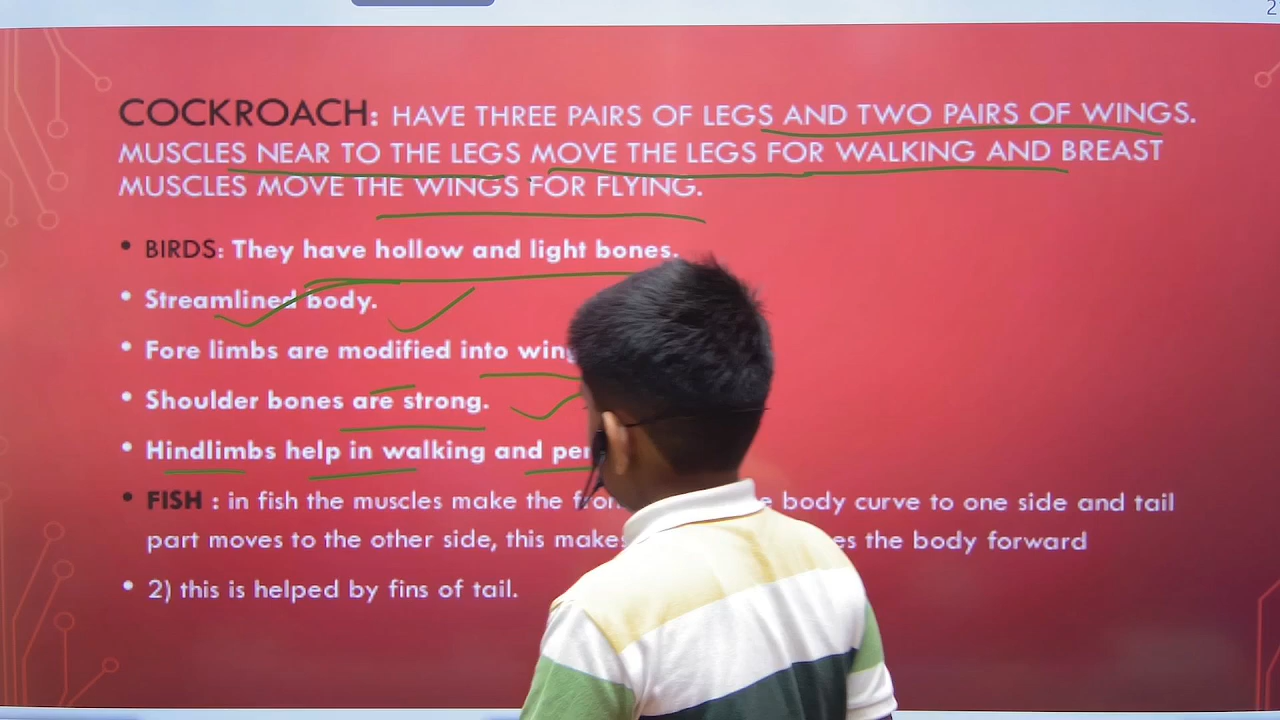 2
COCKROACH: HAVE THREE PAIRS OF LEGS AND TWO PAIRS OF WINGS.
MUSCLES NEAR TO THE LEGS MOVE THE LEGS FOR WALKING AND BREAST
MUSCLES MOVE THE WINGS FOR FLYING.
• BIRDS: They have hollow and light bones.
• Streamlined body.
• Fore limbs are modified into
• Shoulder bones are strong.
• Hindlimbs help in walking and
• FISH : in fish the muscles make the body curve to one side and tail
part moves to the other side, this the body forward
• 2) this is helped by fins of tail.